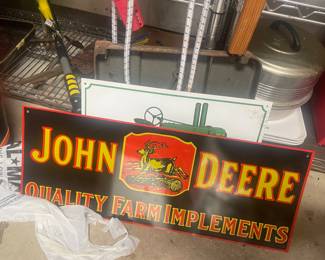 JOHN DEERE
QUALITY FARM IMPLEMENTS